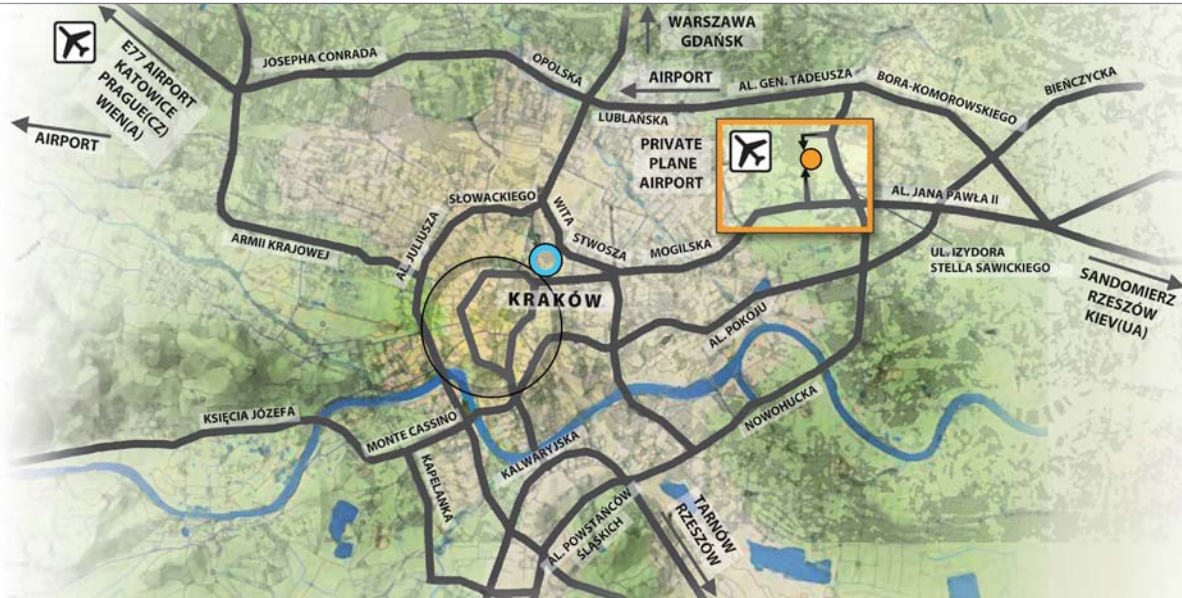 WARSZAWA
GDAŃSK
JOSEPHA CONRADA
OPOLSKA
AIRPORT
AL. GEN. TADEUSZA
BORA-KOMOROWSKIEGO
BIEŃCZYCKA
E77 AIRPORT
KATOWICE
PRAGUE(CZ)
WIEN(A)
AIRPORT
LUBLAŃSKA
PRIVATE
PLANE
AIRPORT
SŁOWACKIEGO
AL. JULIUSZA
WITA
STWOSZA
MOGILSKA
AL. JANA PAWŁA II
ARMII KRAJOWEJ
UL. IZYDORA
STELLA SAWICKIEGO
SANDOMIERZ
RZESZÓW
KIEV(UA)
KRAKÓW
AL. POKOJU
KSIĘCIA JÓZEFA
MONTE CASSINO
NOWOHUCKA
KALWARYJSKA
KAPELANKA
AL. POWSTAŃCÓW
ŚLĄSKICH
TARNÓW
RZESZÓW